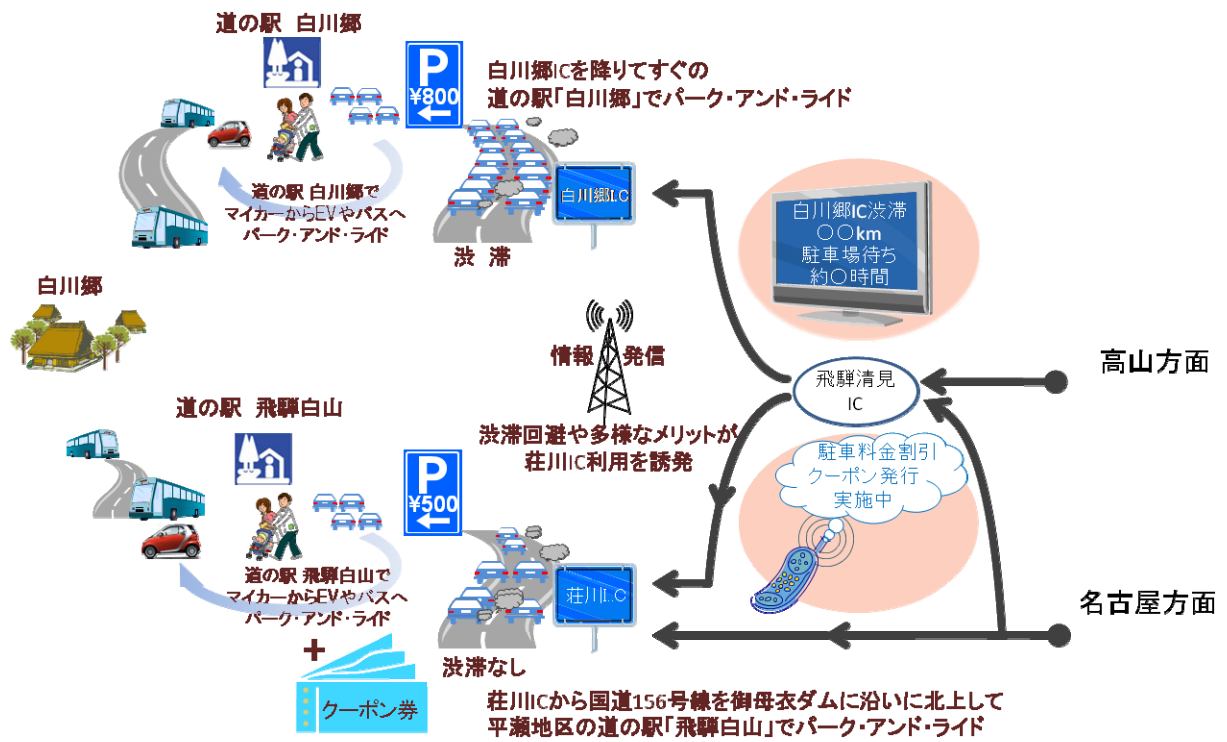 道の駅 白川郷
P
¥800
白川郷ICを降りてすぐの
道の駅「白川郷」でパーク・アンド・ライド
道の駅 白川郷で
マイカーからEVやバスへ
パーク・アンド・ライド
渋 滞
白川郷I.C
白川郷IC渋滞
○○km
駐車場待ち
約○時間
白川郷
情報 発信
飛騨清見
IC
高山方面
渋滞回避や多様なメリットが
荘川IC利用を誘発
道の駅 飛騨白山
P
¥500
駐車料金割引
クーポン発行
実施中
道の駅 飛騨白山で
マイカーからEVやバスへ
パーク・アンド・ライド
荘川I.C
名古屋方面
+
クーポン券
渋滞なし
荘川ICから国道156号線を御母衣ダムに沿いに北上して
平瀬地区の道の駅「飛騨白山」でパーク・アンド・ライド